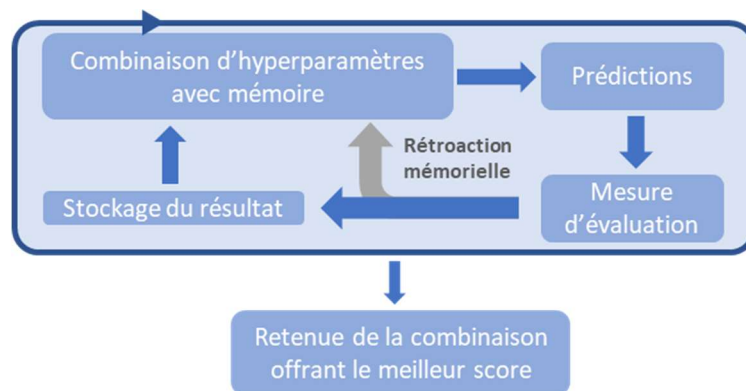 Combinaison d'hyperparamètres
avec mémoire
Prédictions
Rétroaction
mémorielle
Stockage du résultat
Mesure
d'évaluation
Retenue de la combinaison
offrant le meilleur score